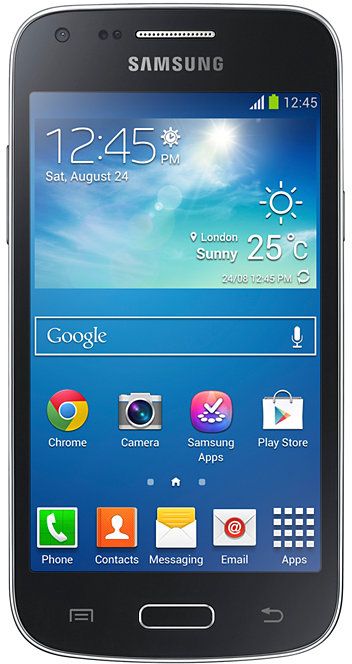 SAMSUNG
12:45
12:45 PM
Sat, August 24
London
Sunny 25°C
24/08 12:45 PM
Google
Chrome Camera Samsung Apps Play Store
Phone Contacts Messaging Email Apps